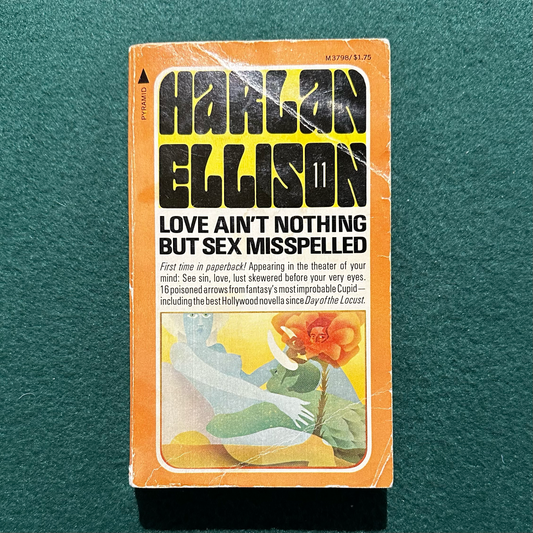 M3798/$1.75
PYRAMID
HARLAN
ELLISON
11
LOVE AIN'T NOTHING
BUT SEX MISSPELLED
First time in paperback! Appearing in the theater of your
mind: See sin, love, lust skewered before your very eyes.
16 poisoned arrows from fantasy's most improbable Cupid—
including the best Hollywood novella since Day of the Locust.